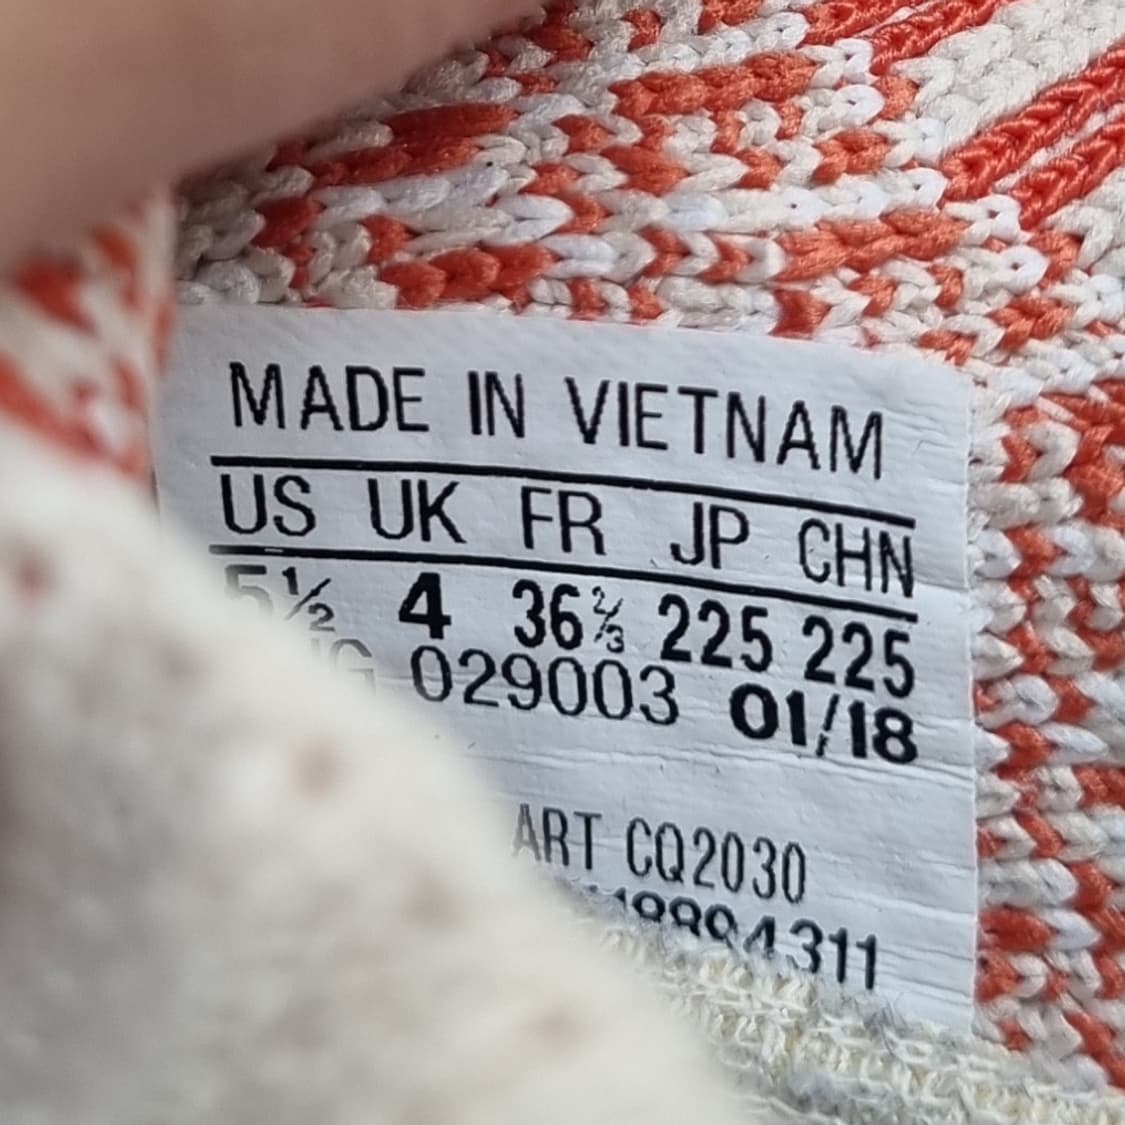 MADE IN VIETNAM
US UK FR JP CHN
5½ 4 36⅔ 225 225
029003 01/18
ART CQ2030